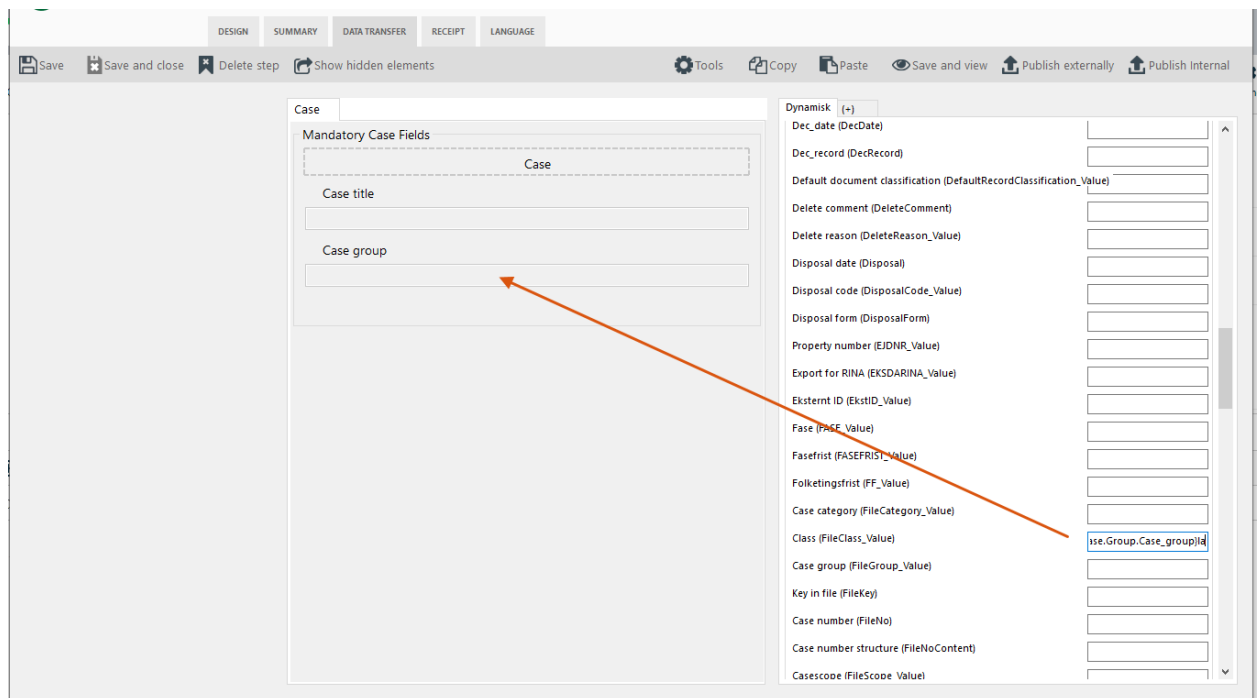 DESIGN SUMMARY DATA TRANSFER RECEIPT LANGUAGE
Save Save and close Delete step Show hidden elements Tools Copy Paste Save and view Publish externally Publish Internal
Case
Mandatory Case Fields
Case
Case title
Case group
Dynamisk {+}
Dec_date (DecDate)
Dec_record (DecRecord)
Default document classification (DefaultRecordClassification_Value)
Delete comment (DeleteComment)
Delete reason (DeleteReason_Value)
Disposal date (Disposal)
Disposal code (DisposalCode_Value)
Disposal form (DisposalForm)
Property number (EJDNR_Value)
Export for RINA (EKSDARINA_Value)
Eksternt ID (EkstID_Value)
Fase (FASE_Value)
Fasefrist (FASEFRIST_Value)
Folketingsfrist (FF_Value)
Case category (FileCategory_Value)
Class (FileClass_Value) ase.Group.Case_group}la
Case group (FileGroup_Value)
Key in file (FileKey)
Case number (FileNo)
Case number structure (FileNoContent)
Casescope (FileScope_Value)